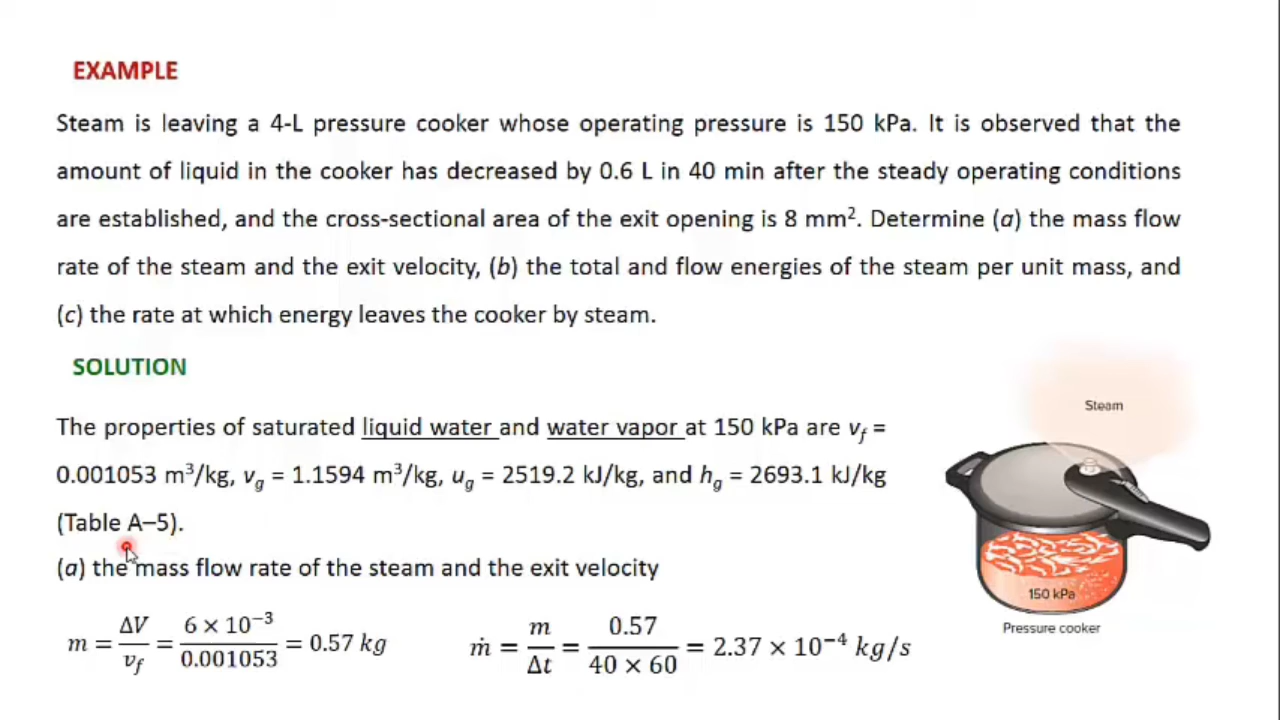 EXAMPLE
Steam is leaving a 4-L pressure cooker whose operating pressure is 150 kPa. It is observed that the
amount of liquid in the cooker has decreased by 0.6 L in 40 min after the steady operating conditions
are established, and the cross-sectional area of the exit opening is 8 mm². Determine (a) the mass flow
rate of the steam and the exit velocity, (b) the total and flow energies of the steam per unit mass, and
(c) the rate at which energy leaves the cooker by steam.
SOLUTION
The properties of saturated liquid water and water vapor at 150 kPa are v_f =
0.001053 m³/kg, v_g = 1.1594 m³/kg, u_g = 2519.2 kJ/kg, and h_g = 2693.1 kJ/kg
(Table A–5).
(a) the mass flow rate of the steam and the exit velocity
m = ΔV/v_f = 6 × 10⁻³/0.001053 = 0.57 kg
ṁ = m/Δt = 0.57/(40 × 60) = 2.37 × 10⁻⁴ kg/s
Steam
150 kPa
Pressure cooker